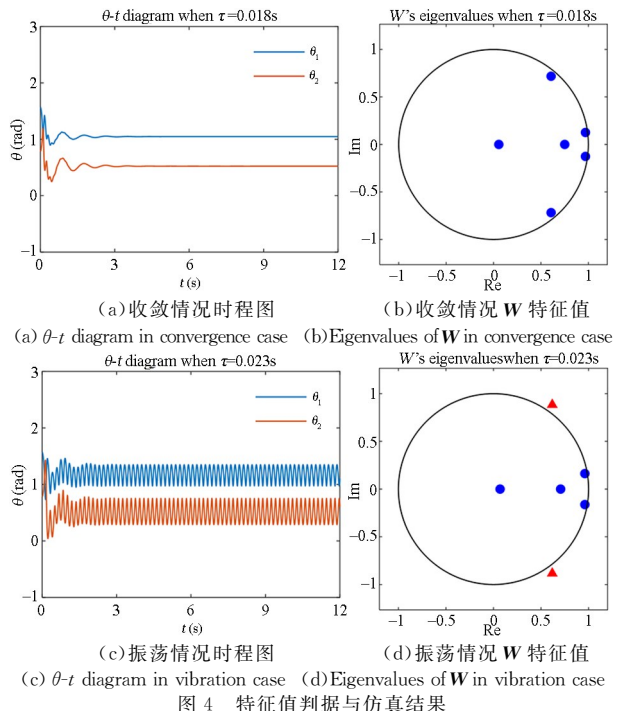 θ-t diagram when τ=0.018s
W's eigenvalues when τ=0.018s
3
2
1
0
−1
θ (rad)
θ1
θ2
0
3
6
9
12
t (s)
1
0.5
0
−0.5
−1
Im
−1
−0.5
0
0.5
1
Re
(a)收敛情况时程图
(b)收敛情况 W 特征值
(a) θ-t diagram in convergence case
(b)Eigenvalues of W in convergence case
θ-t diagram when τ=0.023s
W's eigenvalueswhen τ=0.023s
3
2
1
0
−1
θ (rad)
θ1
θ2
0
3
6
9
12
t (s)
1
0.5
0
−0.5
−1
Im
−1
−0.5
0
0.5
1
Re
(c)振荡情况时程图
(d)振荡情况 W 特征值
(c) θ-t diagram in vibration case
(d)Eigenvalues of W in vibration case
图 4 特征值判据与仿真结果